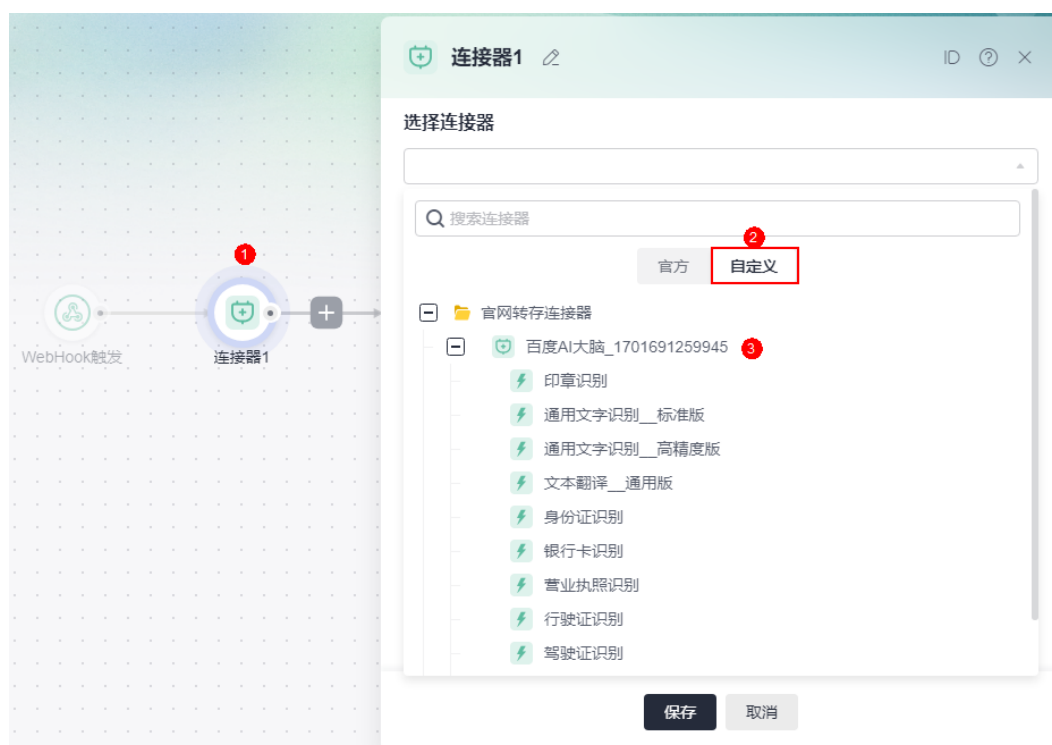 连接器1
ID
选择连接器
搜索连接器
1
2
官方
自定义
官网转存连接器
WebHook触发
连接器1
百度AI大脑_1701691259945
3
印章识别
通用文字识别__标准版
通用文字识别__高精度版
文本翻译__通用版
身份证识别
银行卡识别
营业执照识别
行驶证识别
驾驶证识别
保存
取消